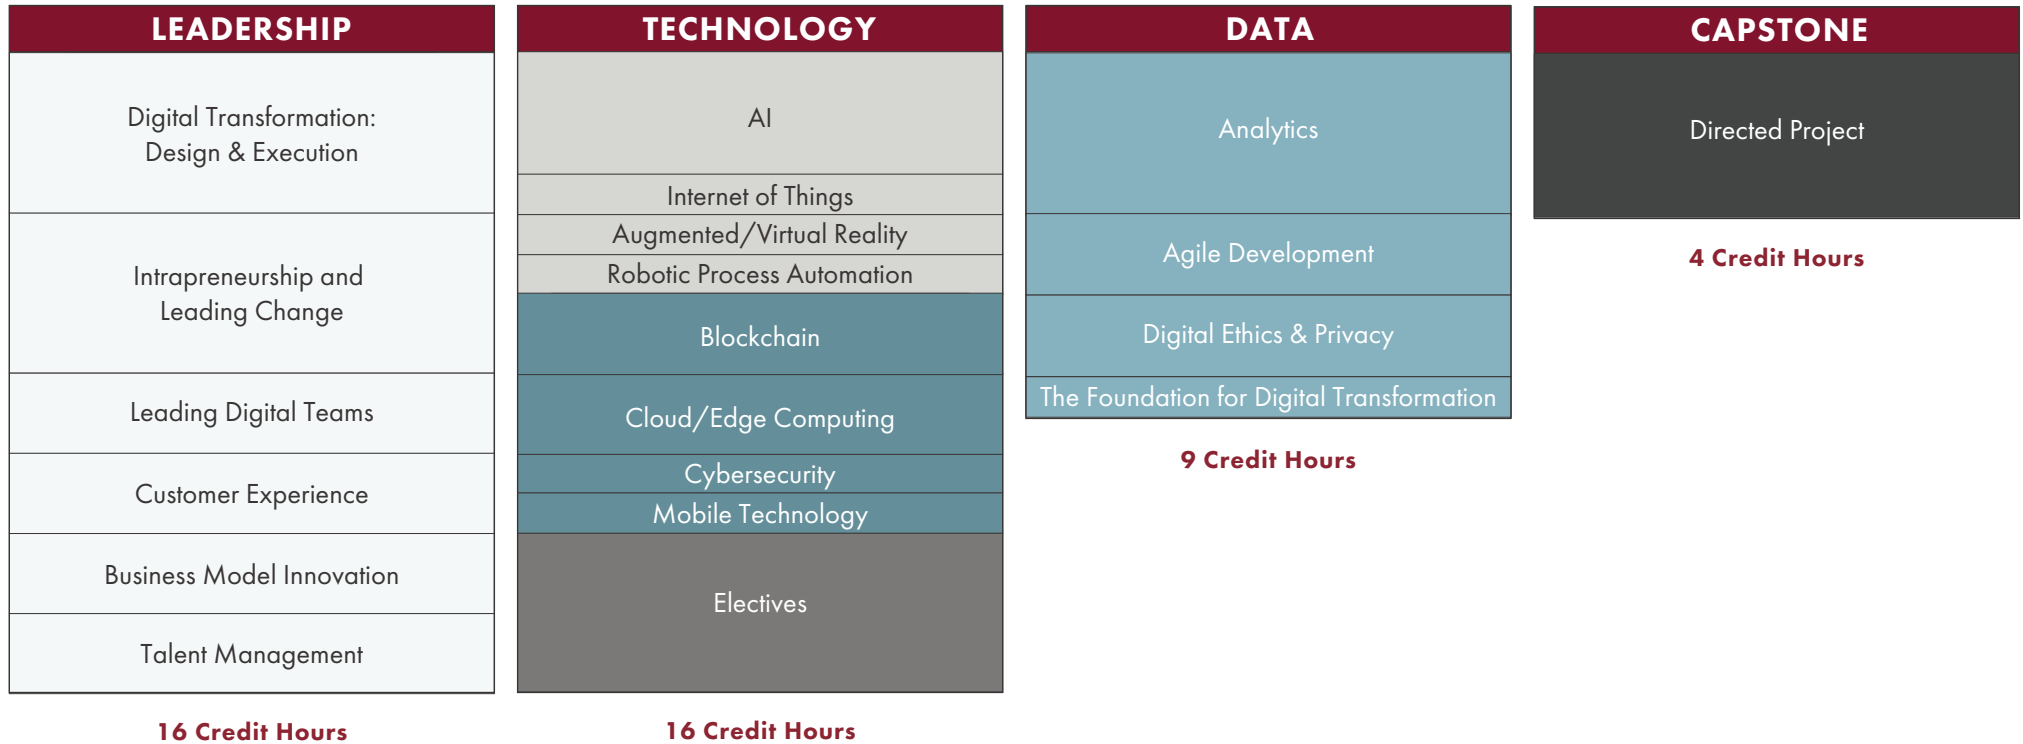 LEADERSHIP
Digital Transformation:
Design & Execution
Intrapreneurship and
Leading Change
Leading Digital Teams
Customer Experience
Business Model Innovation
Talent Management
16 Credit Hours
TECHNOLOGY
AI
Internet of Things
Augmented/Virtual Reality
Robotic Process Automation
Blockchain
Cloud/Edge Computing
Cybersecurity
Mobile Technology
Electives
16 Credit Hours
DATA
Analytics
Agile Development
Digital Ethics & Privacy
The Foundation for Digital Transformation
9 Credit Hours
CAPSTONE
Directed Project
4 Credit Hours